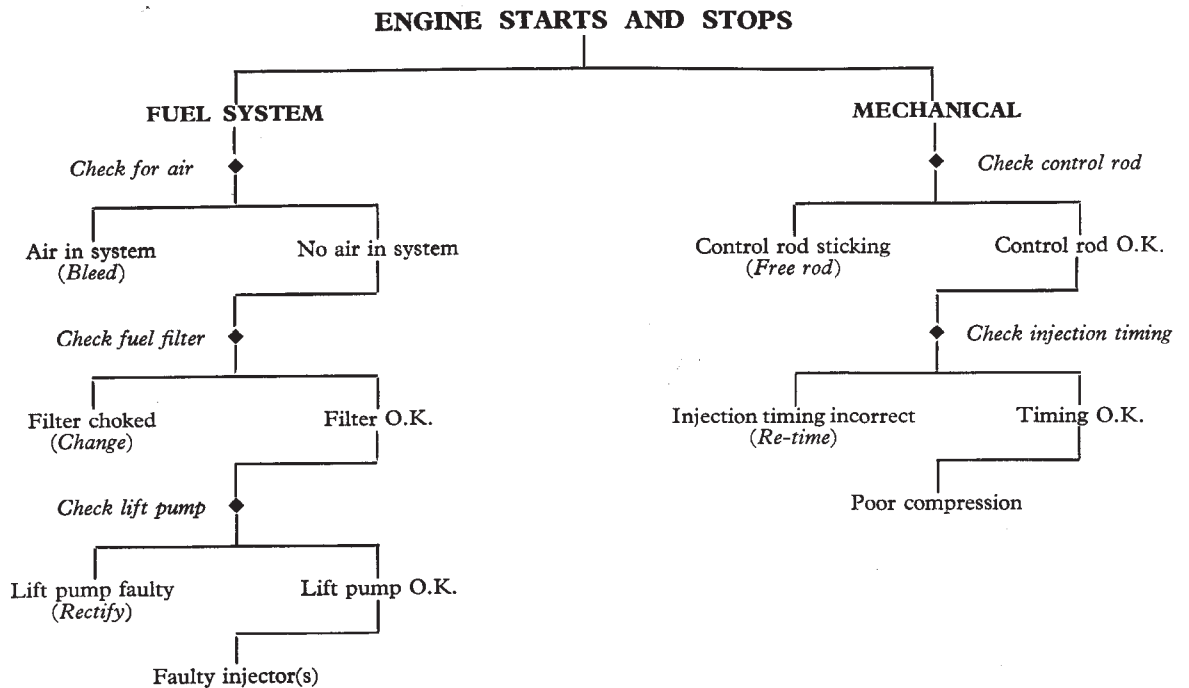 ENGINE STARTS AND STOPS
FUEL SYSTEM
Check for air
Air in system
(Bleed)
No air in system
Check fuel filter
Filter choked
(Change)
Filter O.K.
Check lift pump
Lift pump faulty
(Rectify)
Lift pump O.K.
Faulty injector(s)
MECHANICAL
Check control rod
Control rod sticking
(Free rod)
Control rod O.K.
Check injection timing
Injection timing incorrect
(Re-time)
Timing O.K.
Poor compression